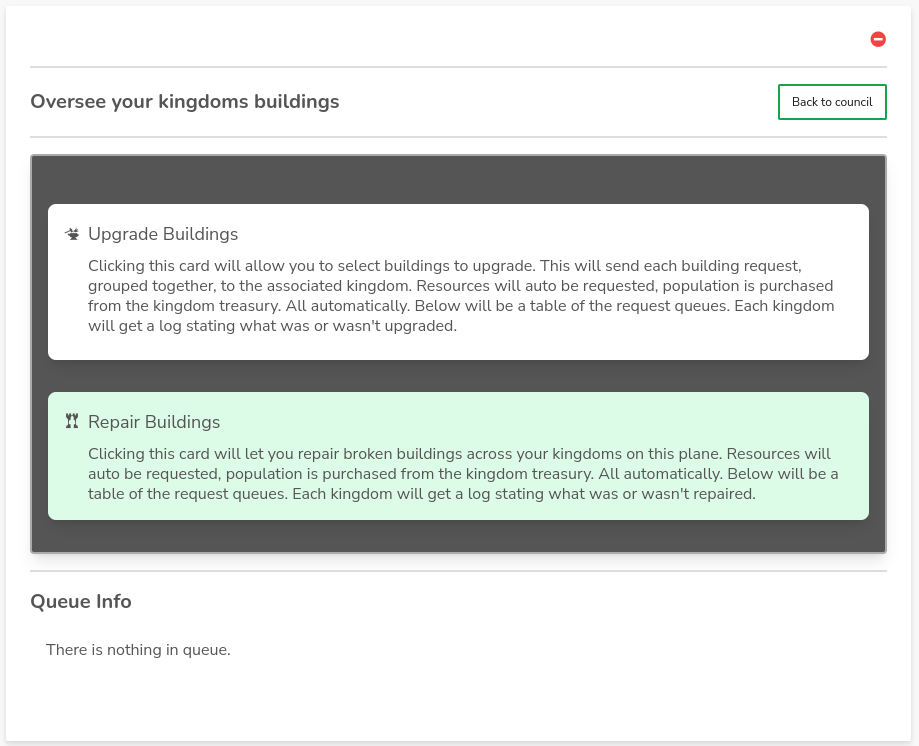 Oversee your kingdoms buildings
Back to council
Upgrade Buildings
Clicking this card will allow you to select buildings to upgrade. This will send each building request,
grouped together, to the associated kingdom. Resources will auto be requested, population is purchased
from the kingdom treasury. All automatically. Below will be a table of the request queues. Each kingdom
will get a log stating what was or wasn't upgraded.
Repair Buildings
Clicking this card will let you repair broken buildings across your kingdoms on this plane. Resources will
auto be requested, population is purchased from the kingdom treasury. All automatically. Below will be a
table of the request queues. Each kingdom will get a log stating what was or wasn't repaired.
Queue Info
There is nothing in queue.